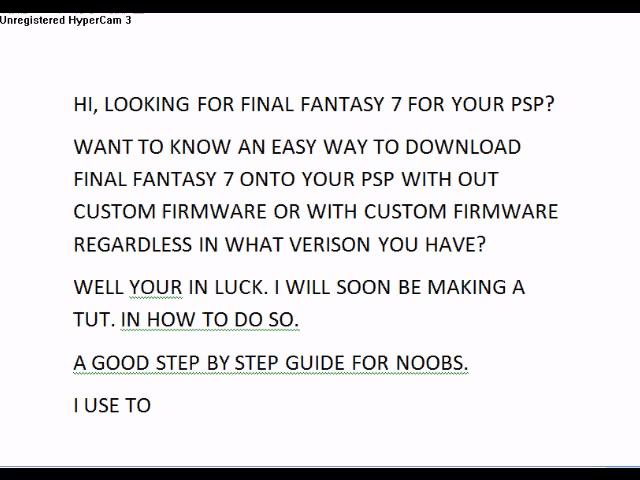 Unregistered HyperCam 3
HI, LOOKING FOR FINAL FANTASY 7 FOR YOUR PSP?
WANT TO KNOW AN EASY WAY TO DOWNLOAD
FINAL FANTASY 7 ONTO YOUR PSP WITH OUT
CUSTOM FIRMWARE OR WITH CUSTOM FIRMWARE
REGARDLESS IN WHAT VERISON YOU HAVE?
WELL YOUR IN LUCK. I WILL SOON BE MAKING A
TUT. IN HOW TO DO SO.
A GOOD STEP BY STEP GUIDE FOR NOOBS.
I USE TO